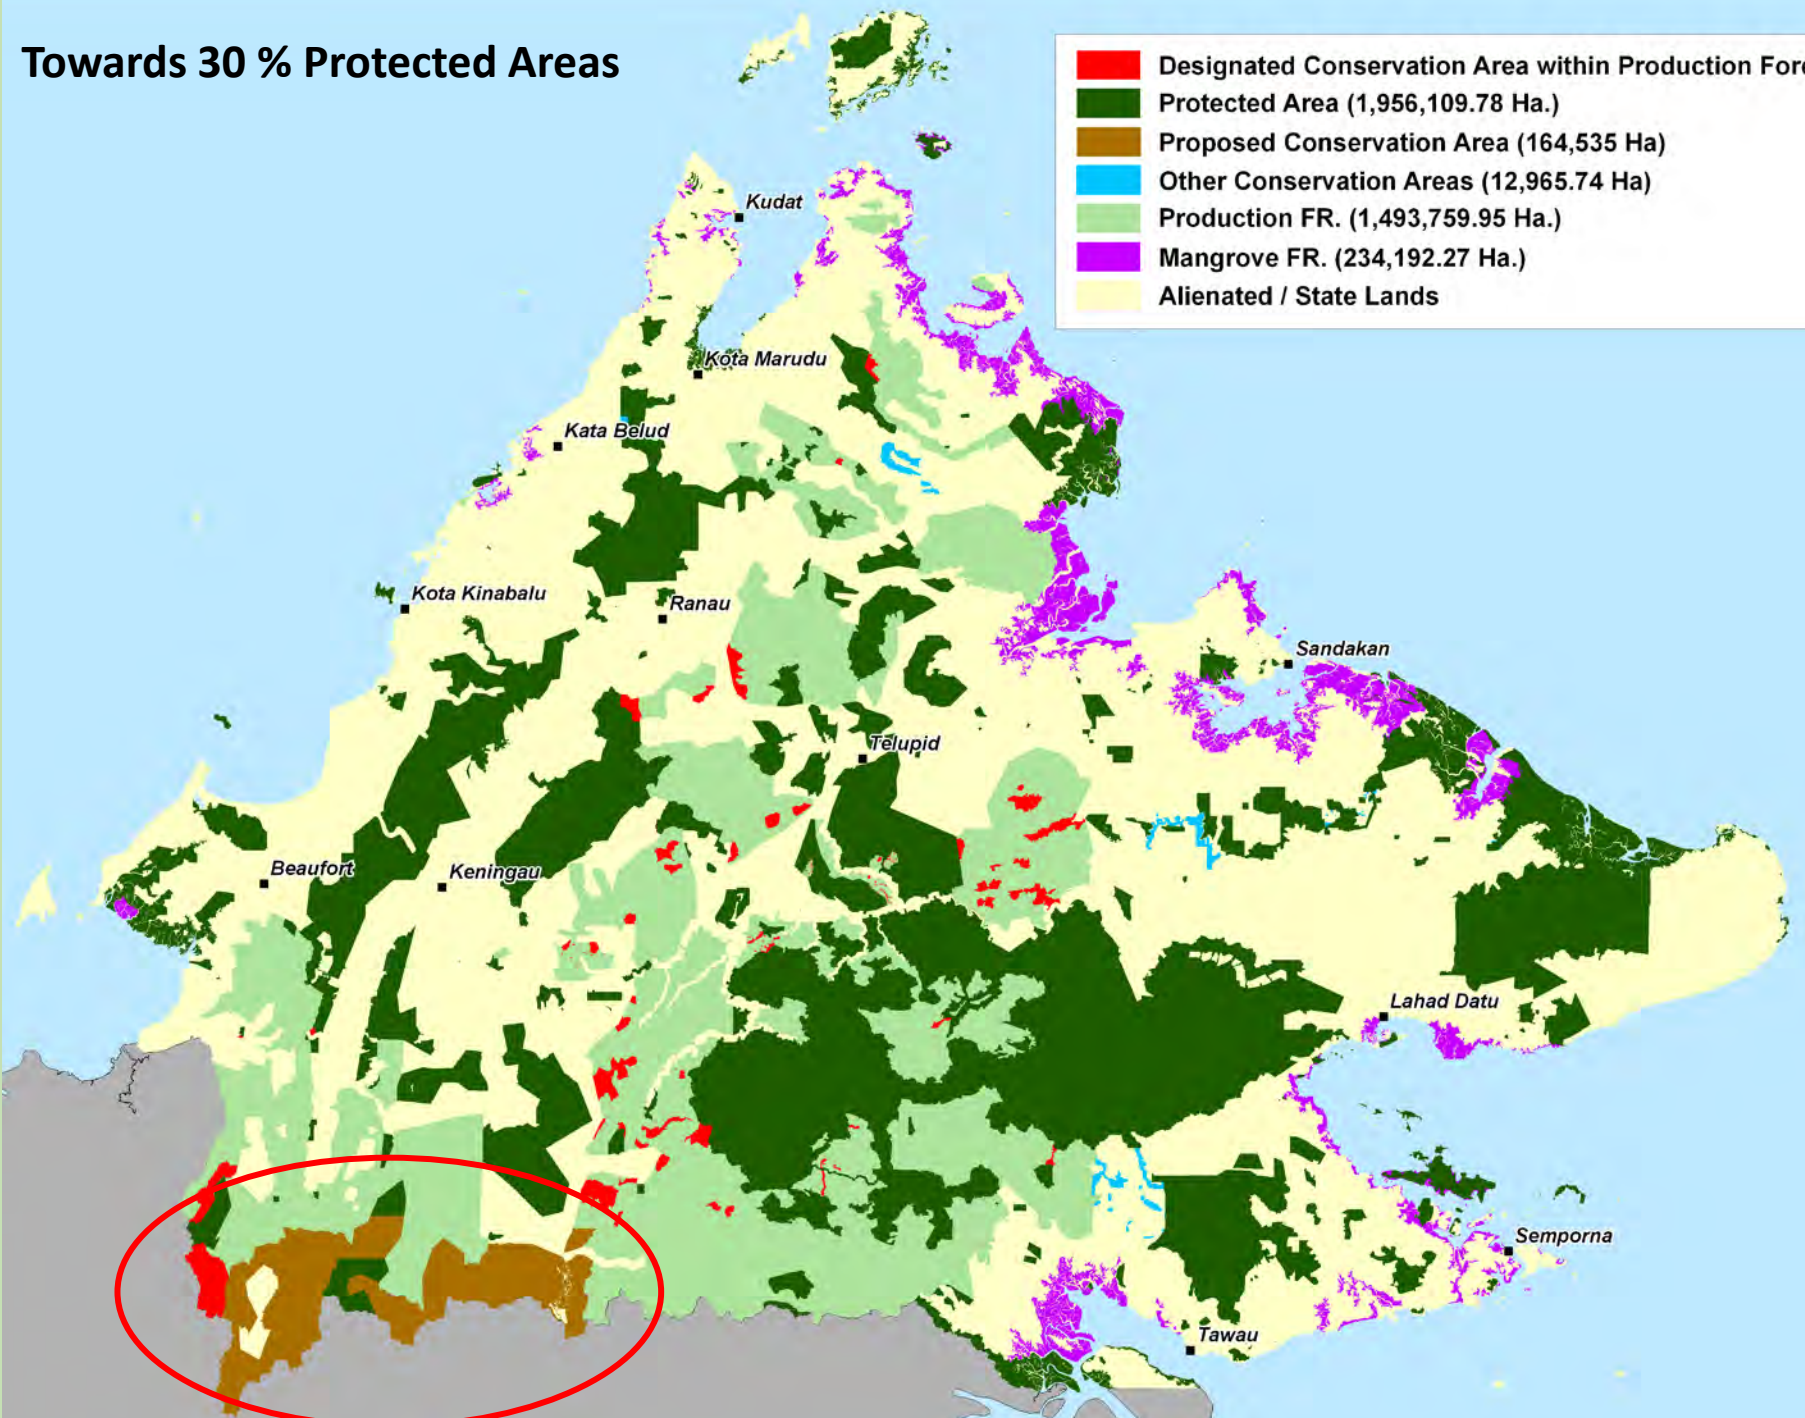 Towards 30 % Protected Areas
Designated Conservation Area within Production
Protected Area (1,956,109.78 Ha.)
Proposed Conservation Area (164,535 Ha)
Other Conservation Areas (12,965.74 Ha)
Production FR. (1,493,759.95 Ha.)
Mangrove FR. (234,192.27 Ha.)
Alienated / State Lands
Kudat
Kota Marudu
Kata Belud
Kota Kinabalu
Ranau
Sandakan
Telupid
Beaufort
Keningau
Lahad Datu
Semporna
Tawau